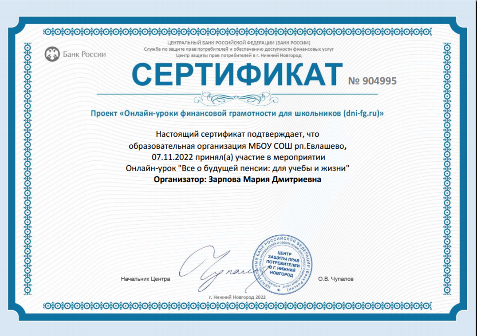 Банк России
ЦЕНТРАЛЬНЫЙ БАНК РОССИЙСКОЙ ФЕДЕРАЦИИ (БАНК РОССИИ)
Служба по защите прав потребителей и обеспечению доступности финансовых услуг
Центр защиты прав потребителей в г. Нижний Новгород
СЕРТИФИКАТ № 904995
Проект «Онлайн-уроки финансовой грамотности для школьников (dni-fg.ru)»
Настоящий сертификат подтверждает, что
образовательная организация МБОУ СОШ рп.Евлашево,
07.11.2022 принял(а) участие в мероприятии
Онлайн-урок "Все о будущей пенсии: для учебы и жизни"
Организатор: Зарпова Мария Дмитриевна
ЦЕНТР
ЗАЩИТЫ ПРАВ
ПОТРЕБИТЕЛЕЙ
В Г. НИЖНИЙ
НОВГОРОД
Начальник Центра
О.В. Чупалов
г. Нижний Новгород 2022